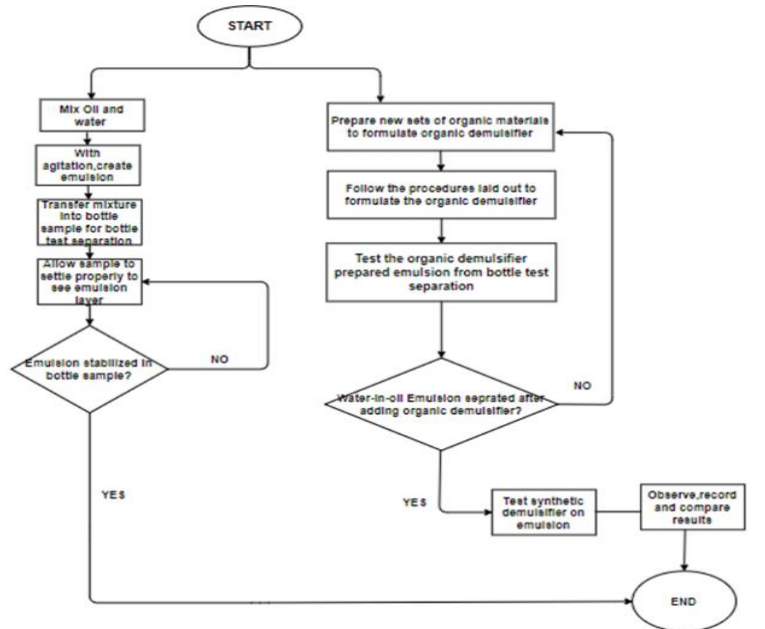 START
Mix Oil and
water
With
agitation,create
emulsion
Transfer mixture
into bottle
sample for bottle
test separation
Allow sample to
settle properly to
see emulsion
layer
Emulsion stabilized in
bottle sample?
NO
YES
Prepare new sets of organic materials
to formulate organic demulsifier
Follow the procedures laid out to
formulate the organic demulsifier
Test the organic demulsifier
prepared emulsion from bottle test
separation
Water-in-oil Emulsion seprated after
adding organic demulsifier?
NO
YES
Test synthetic
demulsifier on
emulsion
Observe,record
and compare
results
END